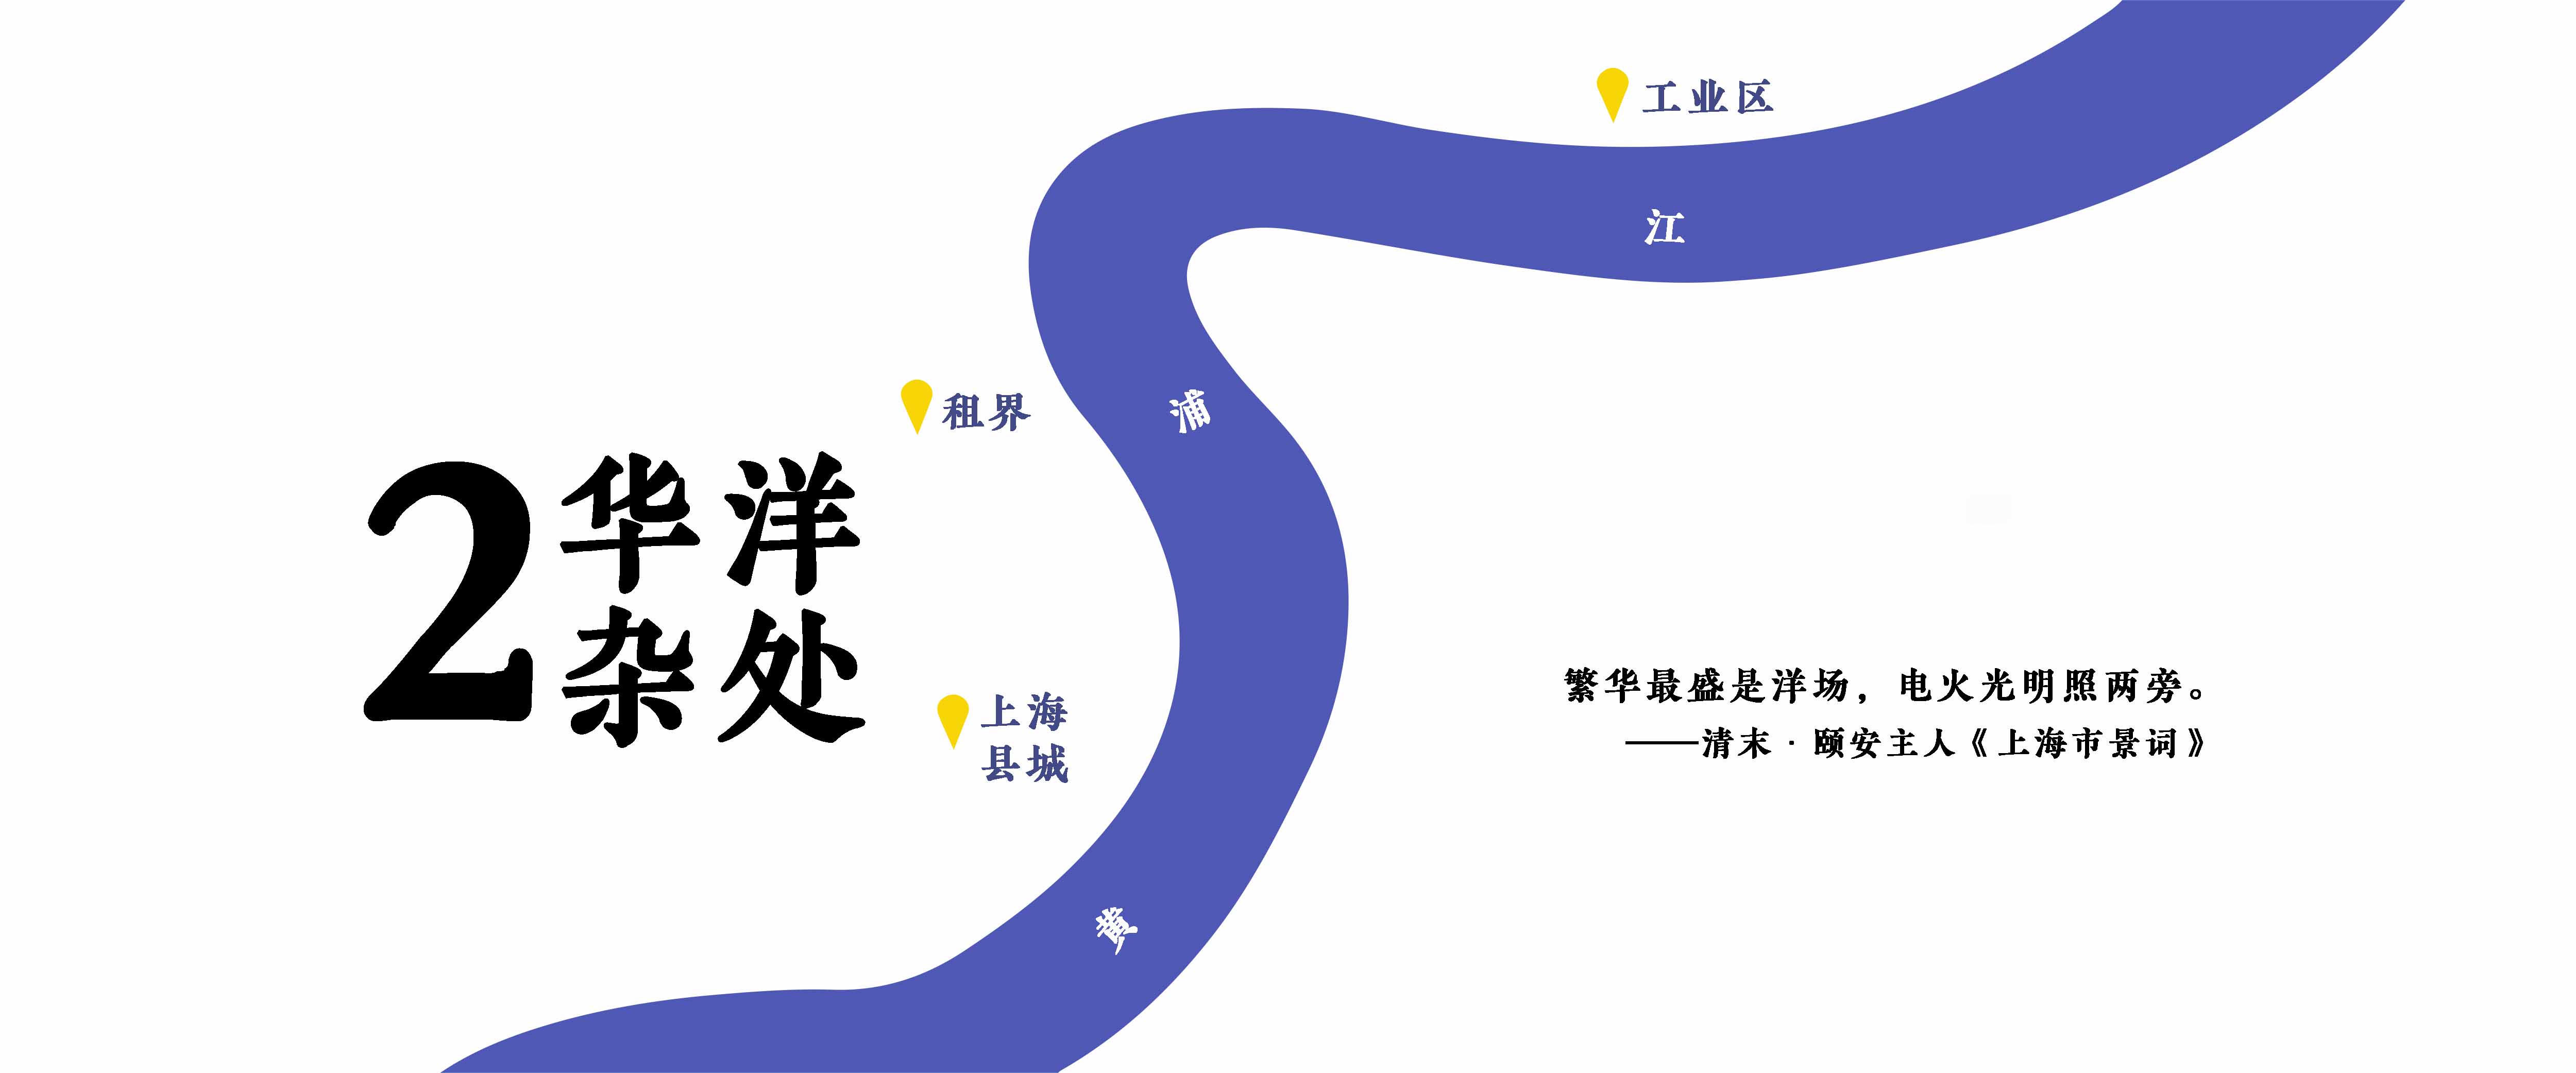 工业区
江
浦
黄
租界
2
华洋
杂处
上海
县城
繁华最盛是洋场，电火光明照两旁。
——清末·颐安主人《上海市景词》